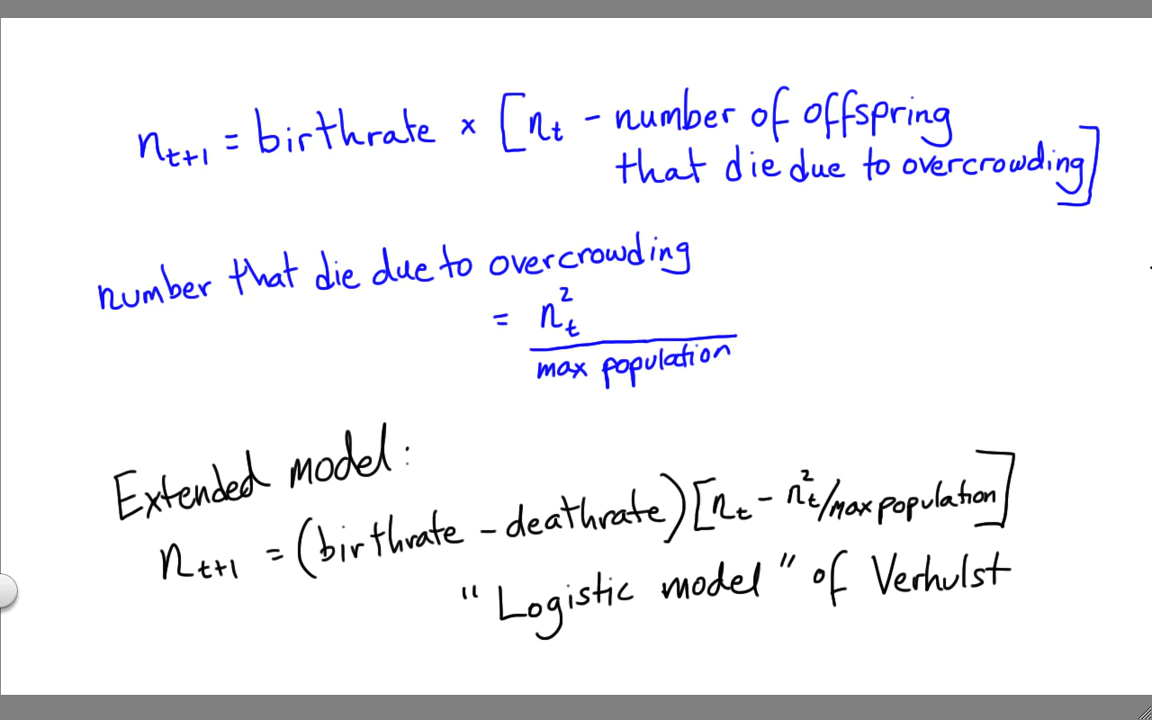 n_{t+1} = birthrate × [n_t - number of offspring
that die due to overcrowding]
number that die due to overcrowding
= n_t^2
max population
Extended model:
n_{t+1} = (birthrate - deathrate)[n_t - n_t^2/max population]
"Logistic model" of Verhulst